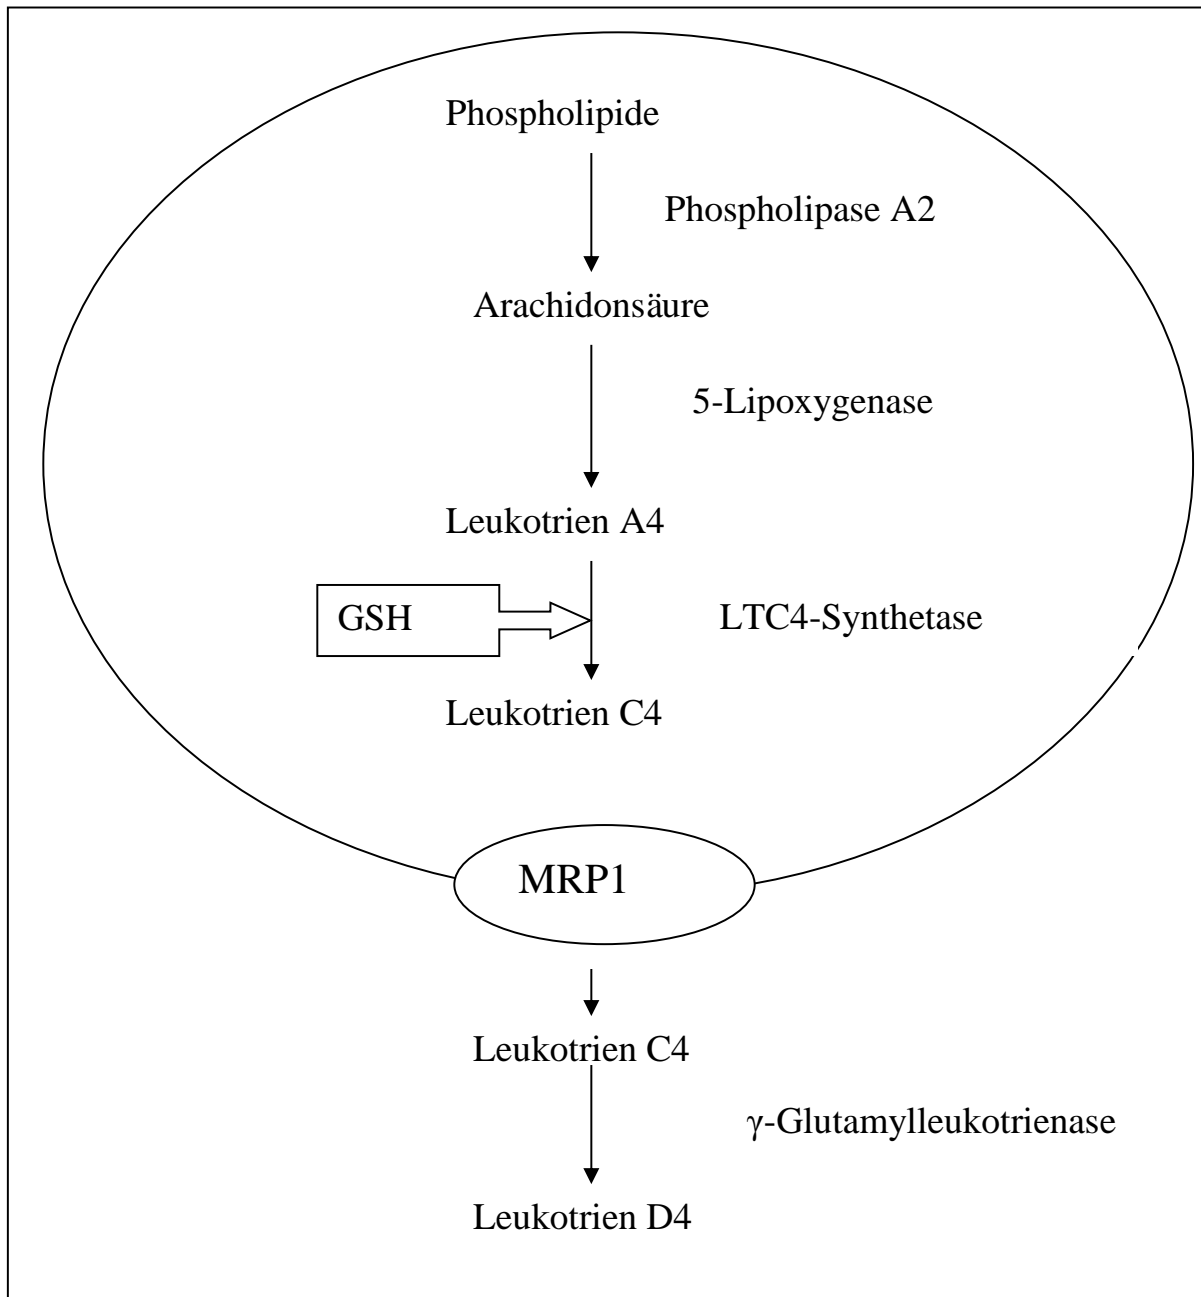 Phospholipide
Phospholipase A2
Arachidonsäure
5-Lipoxygenase
Leukotrien A4
GSH
LTC4-Synthetase
Leukotrien C4
MRP1
Leukotrien C4
γ-Glutamylleukotrienase
Leukotrien D4